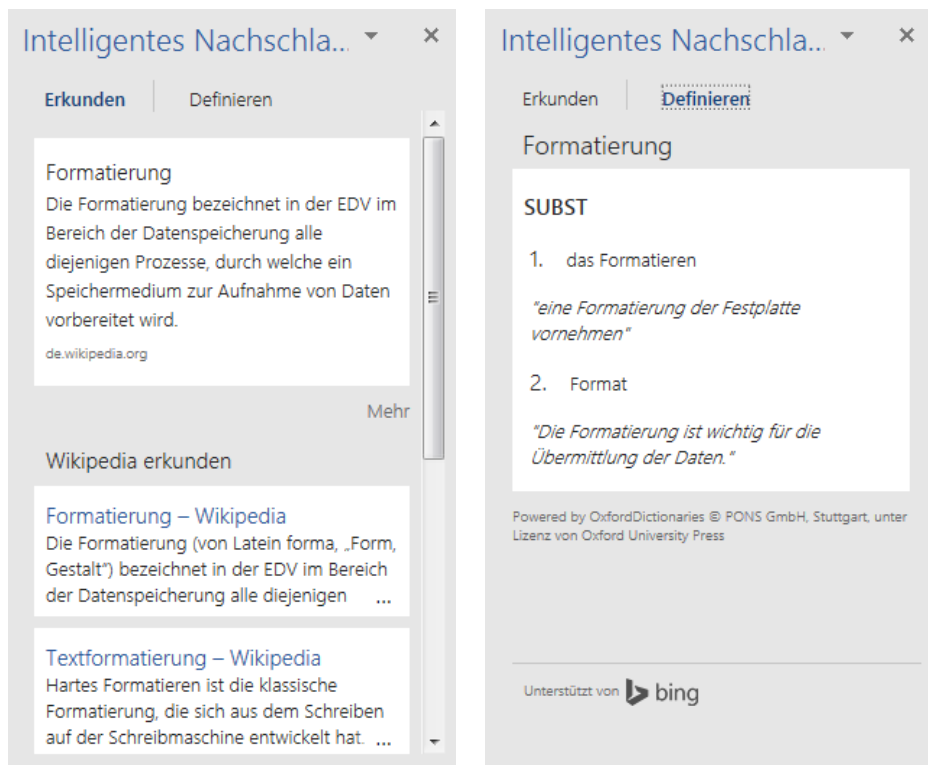 Intelligentes Nachschla...
Erkunden
Definieren
Formatierung
Die Formatierung bezeichnet in der EDV im
Bereich der Datenspeicherung alle
diejenigen Prozesse, durch welche ein
Speichermedium zur Aufnahme von Daten
vorbereitet wird.
de.wikipedia.org
Mehr
Wikipedia erkunden
Formatierung – Wikipedia
Die Formatierung (von Latein forma, „Form,
Gestalt“) bezeichnet in der EDV im Bereich
der Datenspeicherung alle diejenigen ...
Textformatierung – Wikipedia
Hartes Formatieren ist die klassische
Formatierung, die sich aus dem Schreiben
auf der Schreibmaschine entwickelt hat. ...
Intelligentes Nachschla...
Erkunden
Definieren
Formatierung
SUBST
1. das Formatieren
"eine Formatierung der Festplatte
vornehmen"
2. Format
"Die Formatierung ist wichtig für die
Übermittlung der Daten."
Powered by OxfordDictionaries © PONS GmbH, Stuttgart, unter
Lizenz von Oxford University Press
Unterstützt von bing